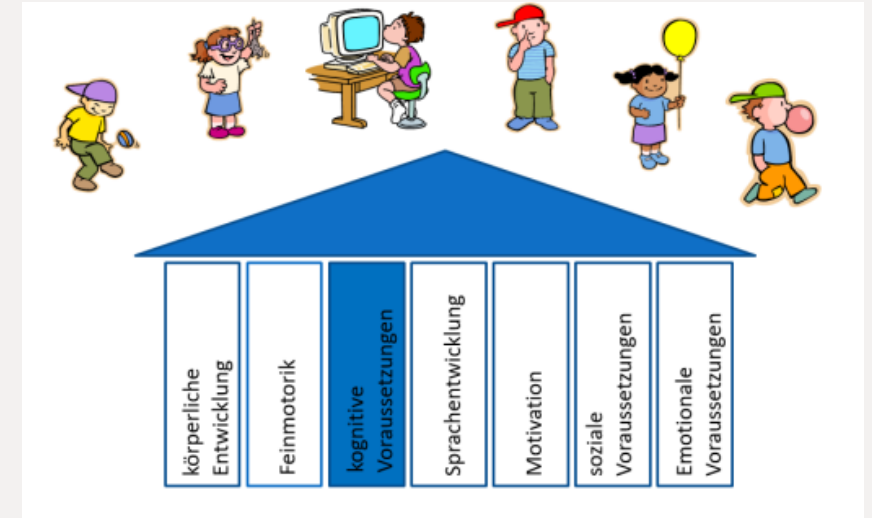 körperliche
Entwicklung
Feinmotorik
kognitive
Voraussetzungen
Sprachentwicklung
Motivation
soziale
Voraussetzungen
Emotionale
Voraussetzungen